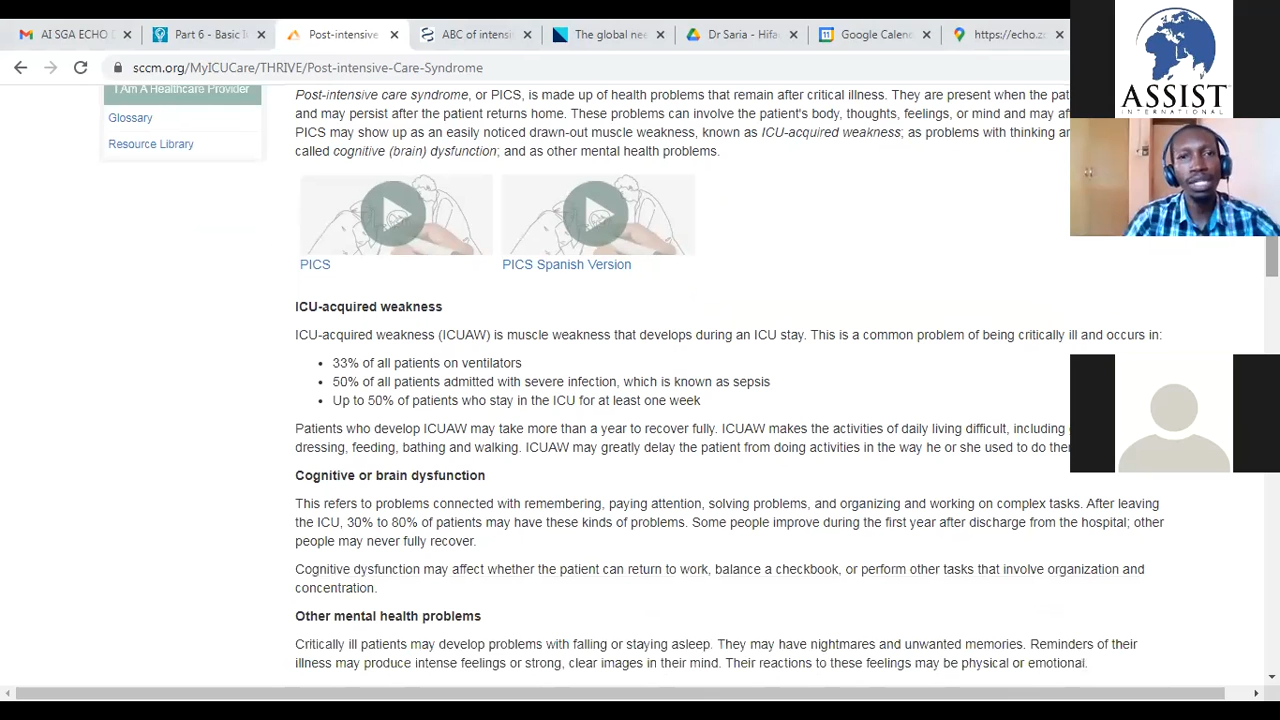 AI SGA ECHO
Part 6 - Basic
Post-intensive
ABC of intensi
The global ne
Dr Saria - Hifa
Google Calen
https://echo.z
sccm.org/MyICUCare/THRIVE/Post-intensive-Care-Syndrome
ASSIST
INTERNATIONAL
I Am A Healthcare Provider
Glossary
Resource Library
Post-intensive care syndrome, or PICS, is made up of health problems that remain after critical illness. They are present when the
and may persist after the patient returns home. These problems can involve the patient's body, thoughts, feelings, or mind and may
PICS may show up as an easily noticed drawn-out muscle weakness, known as ICU-acquired weakness; as problems with thinking
called cognitive (brain) dysfunction; and as other mental health problems.
PICS
PICS Spanish Version
ICU-acquired weakness
ICU-acquired weakness (ICUAW) is muscle weakness that develops during an ICU stay. This is a common problem of being critically ill and occurs in:
• 33% of all patients on ventilators
• 50% of all patients admitted with severe infection, which is known as sepsis
• Up to 50% of patients who stay in the ICU for at least one week
Patients who develop ICUAW may take more than a year to recover fully. ICUAW makes the activities of daily living difficult, including
dressing, feeding, bathing and walking. ICUAW may greatly delay the patient from doing activities in the way he or she used to do
Cognitive or brain dysfunction
This refers to problems connected with remembering, paying attention, solving problems, and organizing and working on complex tasks. After leaving
the ICU, 30% to 80% of patients may have these kinds of problems. Some people improve during the first year after discharge from the hospital; other
people may never fully recover.
Cognitive dysfunction may affect whether the patient can return to work, balance a checkbook, or perform other tasks that involve organization and
concentration.
Other mental health problems
Critically ill patients may develop problems with falling or staying asleep. They may have nightmares and unwanted memories. Reminders of their
illness may produce intense feelings or strong, clear images in their mind. Their reactions to these feelings may be physical or emotional.